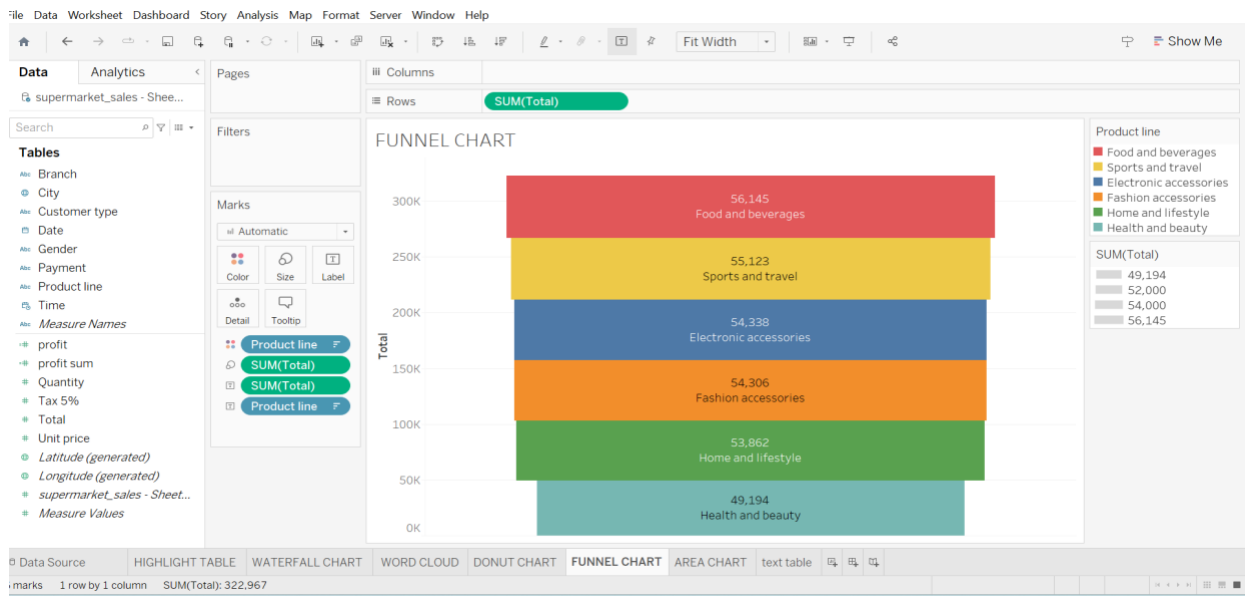 File Data Worksheet Dashboard Story Analysis Map Format Server Window Help
Fit Width
Show Me
Data Analytics
supermarket_sales - Shee...
Search
Tables
Abc Branch
City
Abc Customer type
Date
Abc Gender
Abc Payment
Abc Product line
Time
Abc Measure Names
profit
profit sum
Quantity
Tax 5%
Total
Unit price
Latitude (generated)
Longitude (generated)
supermarket_sales - Sheet...
Measure Values
Pages
Filters
Marks
Automatic
Color Size Label
Detail Tooltip
Product line
SUM(Total)
SUM(Total)
Product line
Columns
Rows SUM(Total)
FUNNEL CHART
Total
300K
250K
200K
150K
100K
50K
0K
56,145
Food and beverages
55,123
Sports and travel
54,338
Electronic accessories
54,306
Fashion accessories
53,862
Home and lifestyle
49,194
Health and beauty
Product line
Food and beverages
Sports and travel
Electronic accessories
Fashion accessories
Home and lifestyle
Health and beauty
SUM(Total)
49,194
52,000
54,000
56,145
Data Source HIGHLIGHT TABLE WATERFALL CHART WORD CLOUD DONUT CHART FUNNEL CHART AREA CHART text table
marks 1 row by 1 column SUM(Total): 322,967